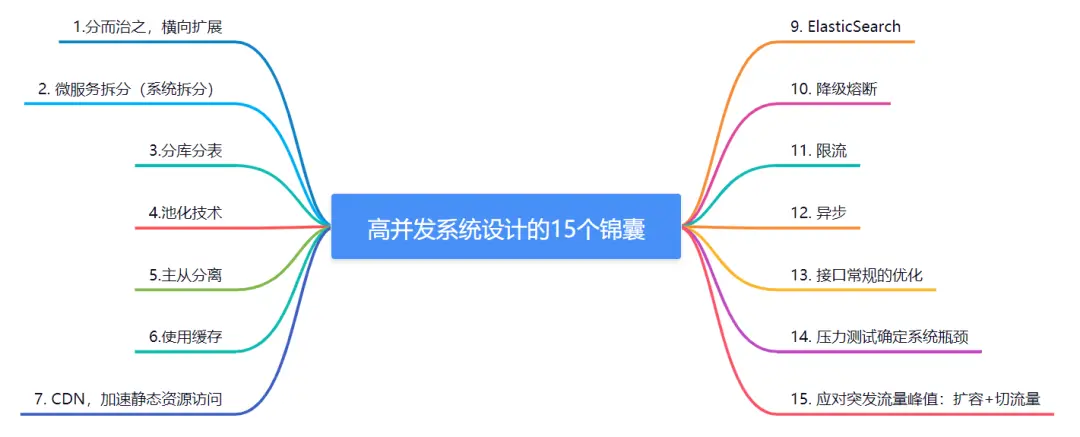 1.分而治之，横向扩展
2. 微服务拆分（系统拆分）
3.分库分表
4.池化技术
5.主从分离
6.使用缓存
7. CDN，加速静态资源访问
高并发系统设计的15个锦囊
9. ElasticSearch
10. 降级熔断
11. 限流
12. 异步
13. 接口常规的优化
14. 压力测试确定系统瓶颈
15. 应对突发流量峰值：扩容+切流量